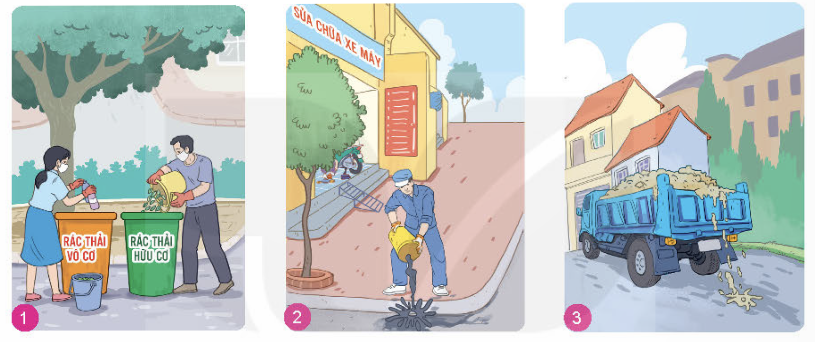 RÁC THẢI
VÔ CƠ
RÁC THẢI
HỮU CƠ
1
SỬA CHỮA XE MÁY
2
3